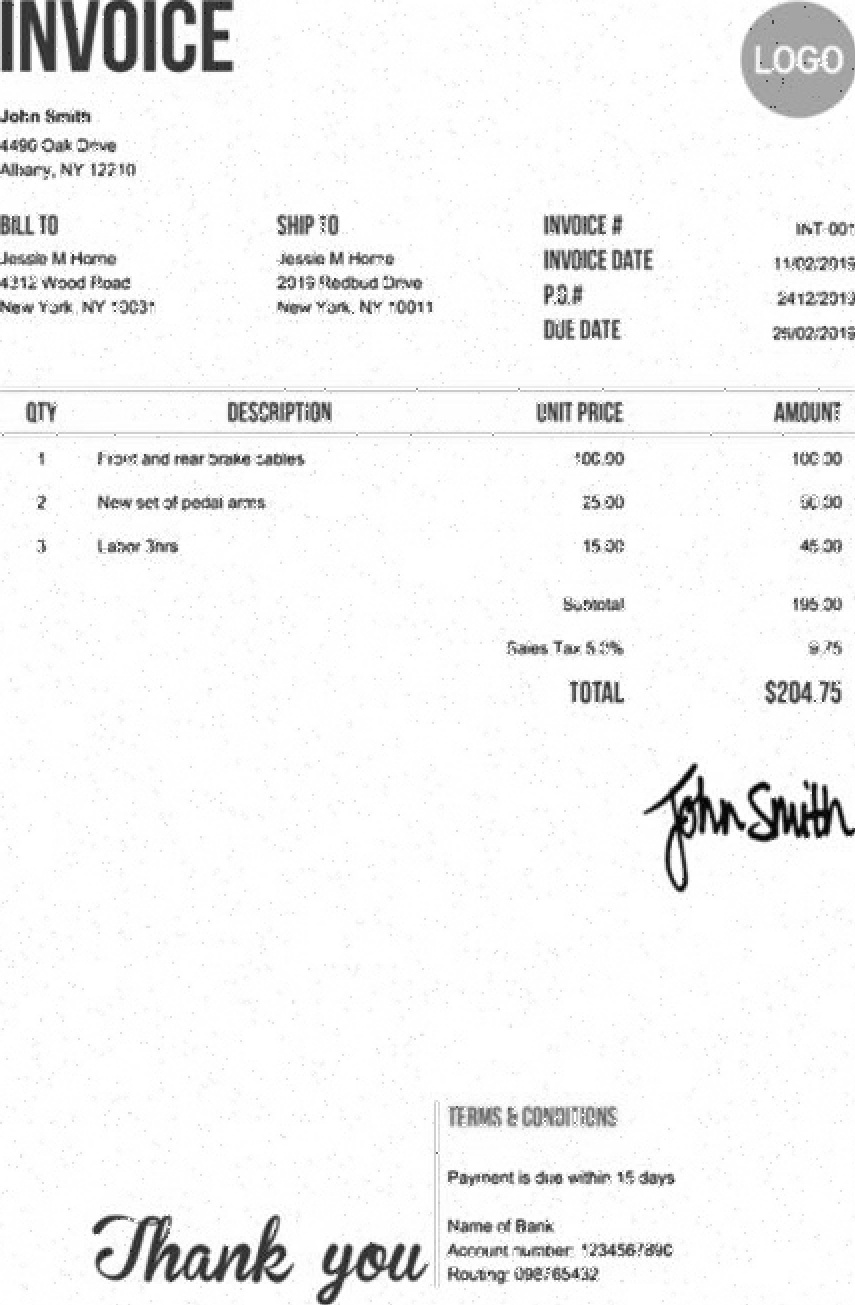 INVOICE
LOGO
John Smith
4490 Oak Drive
Albany, NY 12210
BILL TO
Jessie M Horne
4312 Wood Road
New York, NY 10031
SHIP TO
Jessie M Horne
2019 Redbud Drive
New York, NY 10011
INVOICE # INT-001
INVOICE DATE 11/02/2019
P.O.# 2412/2019
DUE DATE 26/02/2019
QTY DESCRIPTION UNIT PRICE AMOUNT
1 Front and rear brake cables 100.00 100.00
2 New set of pedal arms 25.00
3 Labor 3hrs 15.00 45.00
Subtotal 195.00
Sales Tax 5.0% 9.75
TOTAL $204.75
John Smith
TERMS & CONDITIONS
Payment is due within 15 days
Name of Bank
Account number: 1234567890
Routing: 098765432
Thank you